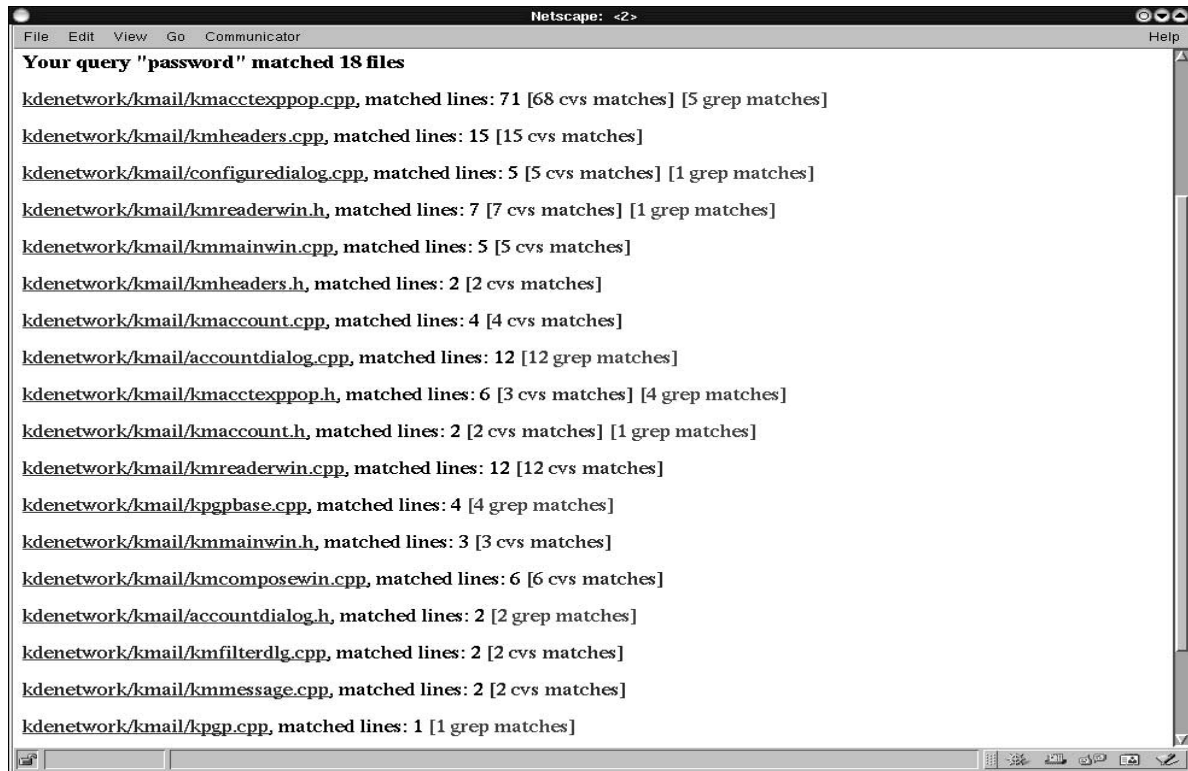 Netscape: <2>
File Edit View Go Communicator Help
Your query "password" matched 18 files
kdenetwork/kmail/kmacctexppop.cpp, matched lines: 71 [68 cvs matches] [5 grep matches]
kdenetwork/kmail/kmheaders.cpp, matched lines: 15 [15 cvs matches]
kdenetwork/kmail/configuredialog.cpp, matched lines: 5 [5 cvs matches] [1 grep matches]
kdenetwork/kmail/kmreaderwin.h, matched lines: 7 [7 cvs matches] [1 grep matches]
kdenetwork/kmail/kmmainwin.cpp, matched lines: 5 [5 cvs matches]
kdenetwork/kmail/kmheaders.h, matched lines: 2 [2 cvs matches]
kdenetwork/kmail/kmaccount.cpp, matched lines: 4 [4 cvs matches]
kdenetwork/kmail/accountdialog.cpp, matched lines: 12 [12 grep matches]
kdenetwork/kmail/kmacctexppop.h, matched lines: 6 [3 cvs matches] [4 grep matches]
kdenetwork/kmail/kmaccount.h, matched lines: 2 [2 cvs matches] [1 grep matches]
kdenetwork/kmail/kmreaderwin.cpp, matched lines: 12 [12 cvs matches]
kdenetwork/kmail/kpgpbase.cpp, matched lines: 4 [4 grep matches]
kdenetwork/kmail/kmmainwin.h, matched lines: 3 [3 cvs matches]
kdenetwork/kmail/kmcomposewin.cpp, matched lines: 6 [6 cvs matches]
kdenetwork/kmail/accountdialog.h, matched lines: 2 [2 grep matches]
kdenetwork/kmail/kmfilterdlg.cpp, matched lines: 2 [2 cvs matches]
kdenetwork/kmail/kmmessage.cpp, matched lines: 2 [2 cvs matches]
kdenetwork/kmail/kpgp.cpp, matched lines: 1 [1 grep matches]